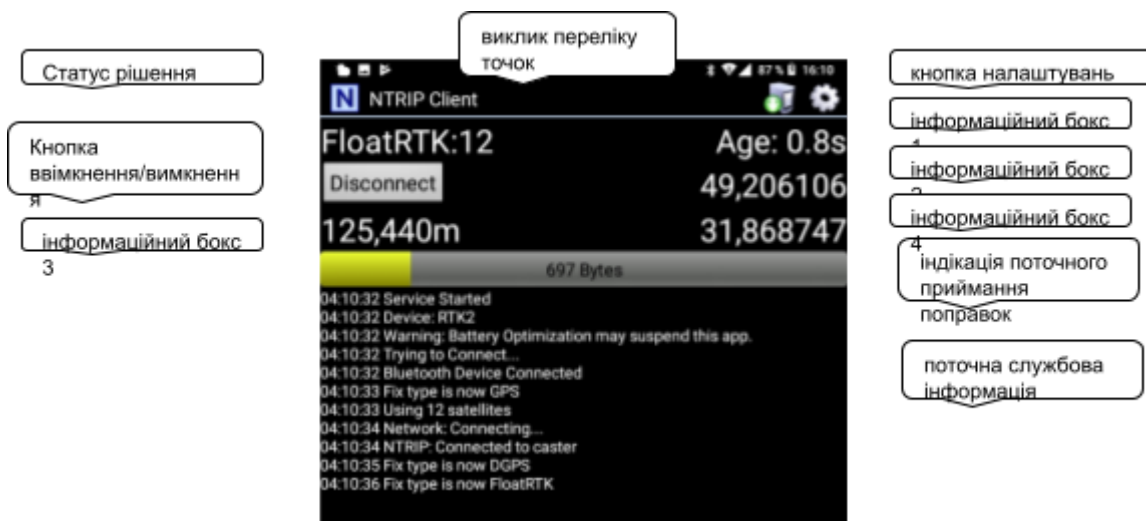 виклик переліку
точок
Статус рішення
Кнопка
ввімкнення/вимкненн
я
інформаційний бокс
3
87 % 16:10
NTRIP Client
FloatRTK:12
Age: 0.8s
Disconnect
49,206106
125,440m
31,868747
697 Bytes
04:10:32 Service Started
04:10:32 Device: RTK2
04:10:32 Warning: Battery Optimization may suspend this app.
04:10:32 Trying to Connect...
04:10:32 Bluetooth Device Connected
04:10:33 Fix type is now GPS
04:10:33 Using 12 satellites
04:10:34 Network: Connecting...
04:10:34 NTRIP: Connected to caster
04:10:35 Fix type is now DGPS
04:10:36 Fix type is now FloatRTK
кнопка налаштувань
інформаційний бокс
1
інформаційний бокс
2
інформаційний бокс
4
індікація поточного
приймання
поправок
поточна службова
інформація